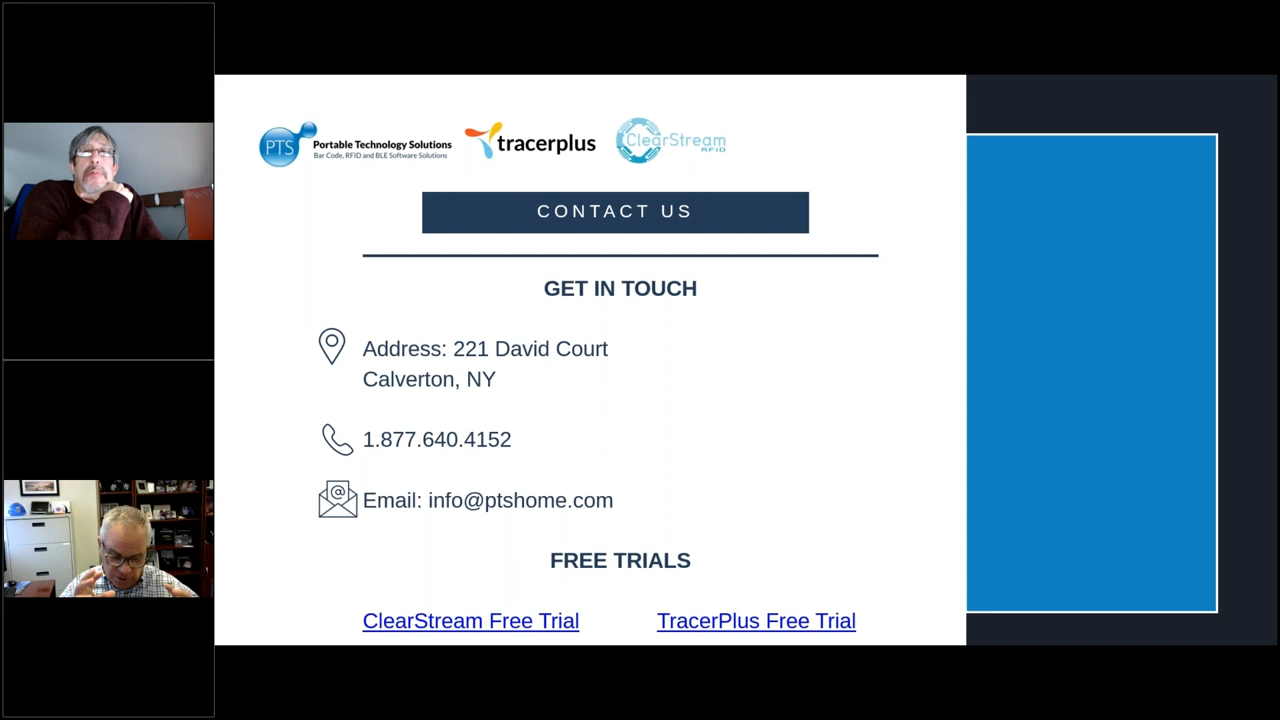 PTS
Portable Technology Solutions
Bar Code, RFID and BLE Software Solutions
tracerplus
ClearStream
RFID
CONTACT US
GET IN TOUCH
Address: 221 David Court
Calverton, NY
1.877.640.4152
@
Email: info@ptshome.com
FREE TRIALS
ClearStream Free Trial
TracerPlus Free Trial